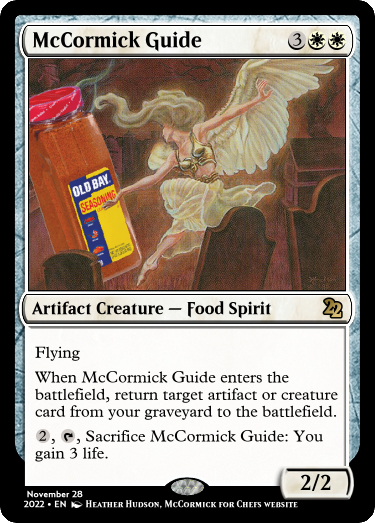 McCormick Guide 3
OLD BAY
SEASONING
Artifact Creature — Food Spirit
Flying
When McCormick Guide enters the
battlefield, return target artifact or creature
card from your graveyard to the battlefield.
2, , Sacrifice McCormick Guide: You
gain 3 life.
2/2
November 28
2022 • EN Heather Hudson, McCormick for Chefs website